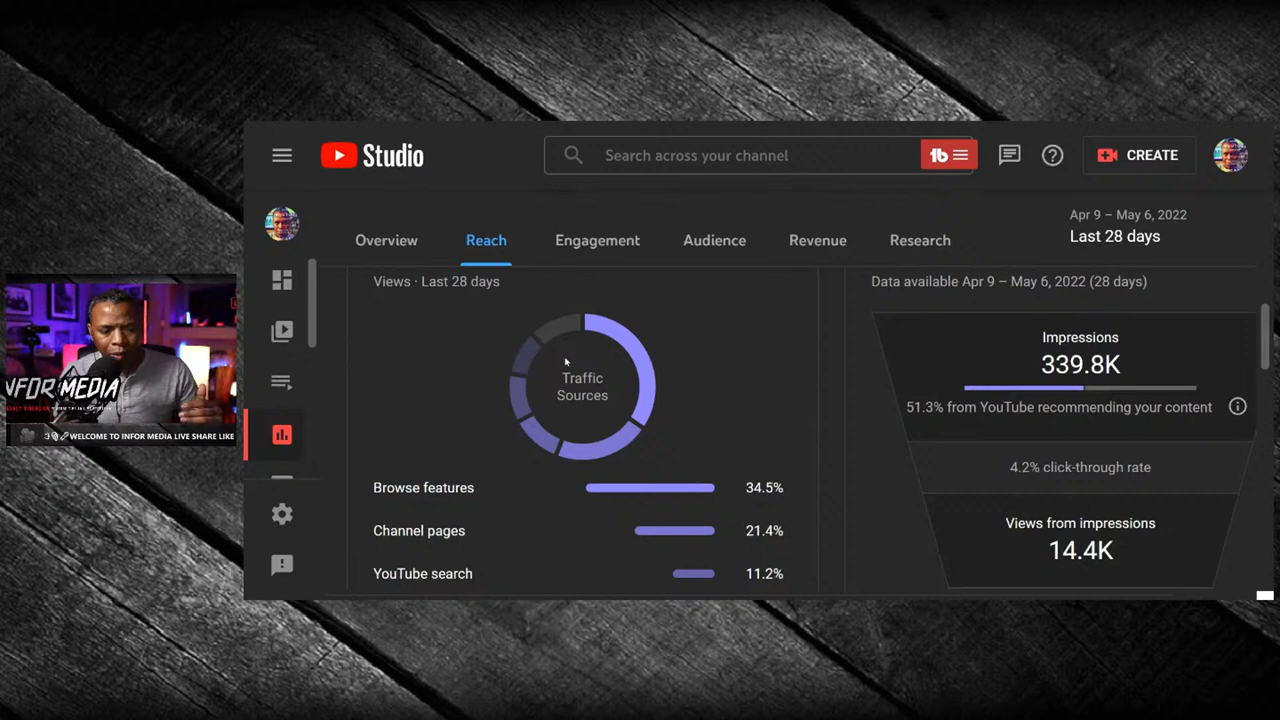 Studio
Search across your channel
CREATE
Overview
Reach
Engagement
Audience
Revenue
Research
Apr 9 – May 6, 2022
Last 28 days
Views · Last 28 days
Traffic
Sources
Browse features 34.5%
Channel pages 21.4%
YouTube search 11.2%
Data available Apr 9 – May 6, 2022 (28 days)
Impressions
339.8K
51.3% from YouTube recommending your content
4.2% click-through rate
Views from impressions
14.4K
NFOR MEDIA
WELCOME TO INFOR MEDIA LIVE SHARE LIKE